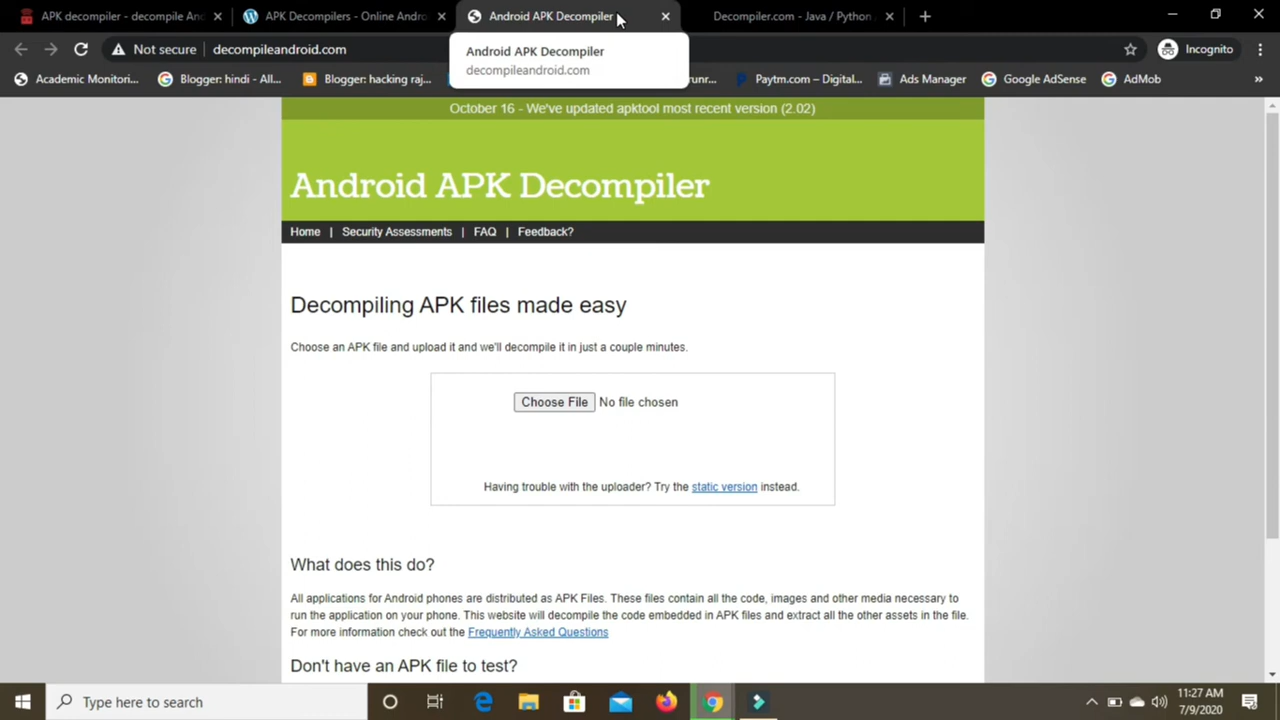 APK decompiler - decompile And
APK Decompilers - Online Andro
Android APK Decompiler
Decompiler.com - Java / Python
Not secure
decompileandroid.com
Incognito
Android APK Decompiler
decompileandroid.com
Academic Monitori...
Blogger: hindi - All...
Blogger: hacking raj...
runr...
Paytm.com – Digital...
Ads Manager
Google AdSense
AdMob
»
October 16 - We've updated apktool most recent version (2.02)
Android APK Decompiler
Home | Security Assessments | FAQ | Feedback?
Decompiling APK files made easy
Choose an APK file and upload it and we'll decompile it in just a couple minutes.
Choose File No file chosen
Having trouble with the uploader? Try the static version instead.
What does this do?
All applications for Android phones are distributed as APK Files. These files contain all the code, images and other media necessary to
run the application on your phone. This website will decompile the code embedded in APK files and extract all the other assets in the file.
For more information check out the Frequently Asked Questions
Don't have an APK file to test?
Type here to search
11:27 AM
7/9/2020